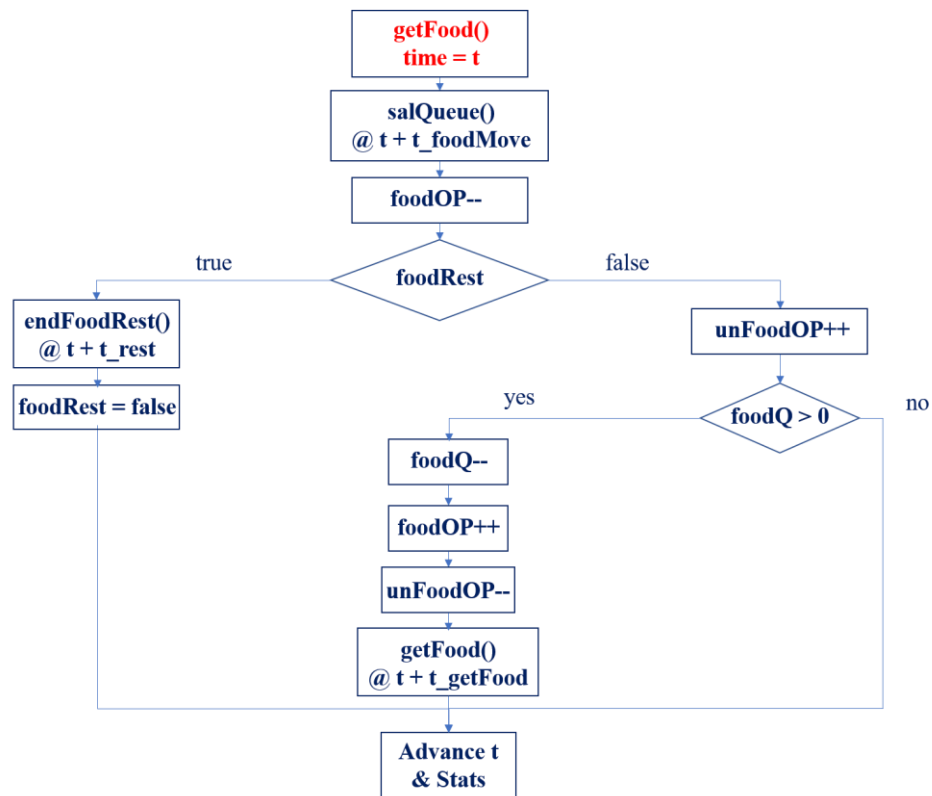 getFood()
time = t
salQueue()
@ t + t_foodMove
foodOP--
true
foodRest
false
endFoodRest()
@ t + t_rest
unFoodOP++
foodRest = false
yes
foodQ > 0
no
foodQ--
foodOP++
unFoodOP--
getFood()
@ t + t_getFood
Advance t
& Stats